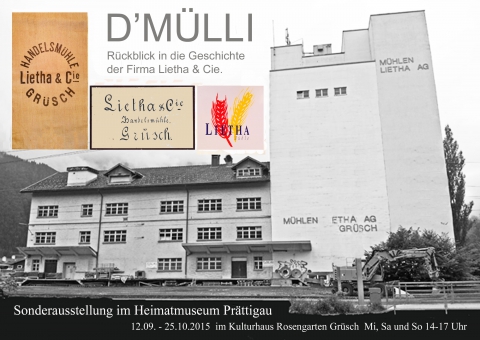 D'MÜLLI
Rückblick in die Geschichte
der Firma Lietha & Cie.
HANDELSMÜHLE
Lietha & Cie
GRÜSCH
Lietha & Cie
Handelsmühle.
Grüsch.
LIETHA
MÜHLEN
LIETHA AG
MÜHLEN ETHA AG
GRÜSCH
Sonderausstellung im Heimatmuseum Prättigau
12.09. - 25.10.2015 im Kulturhaus Rosengarten Grüsch Mi, Sa und So 14-17 Uhr